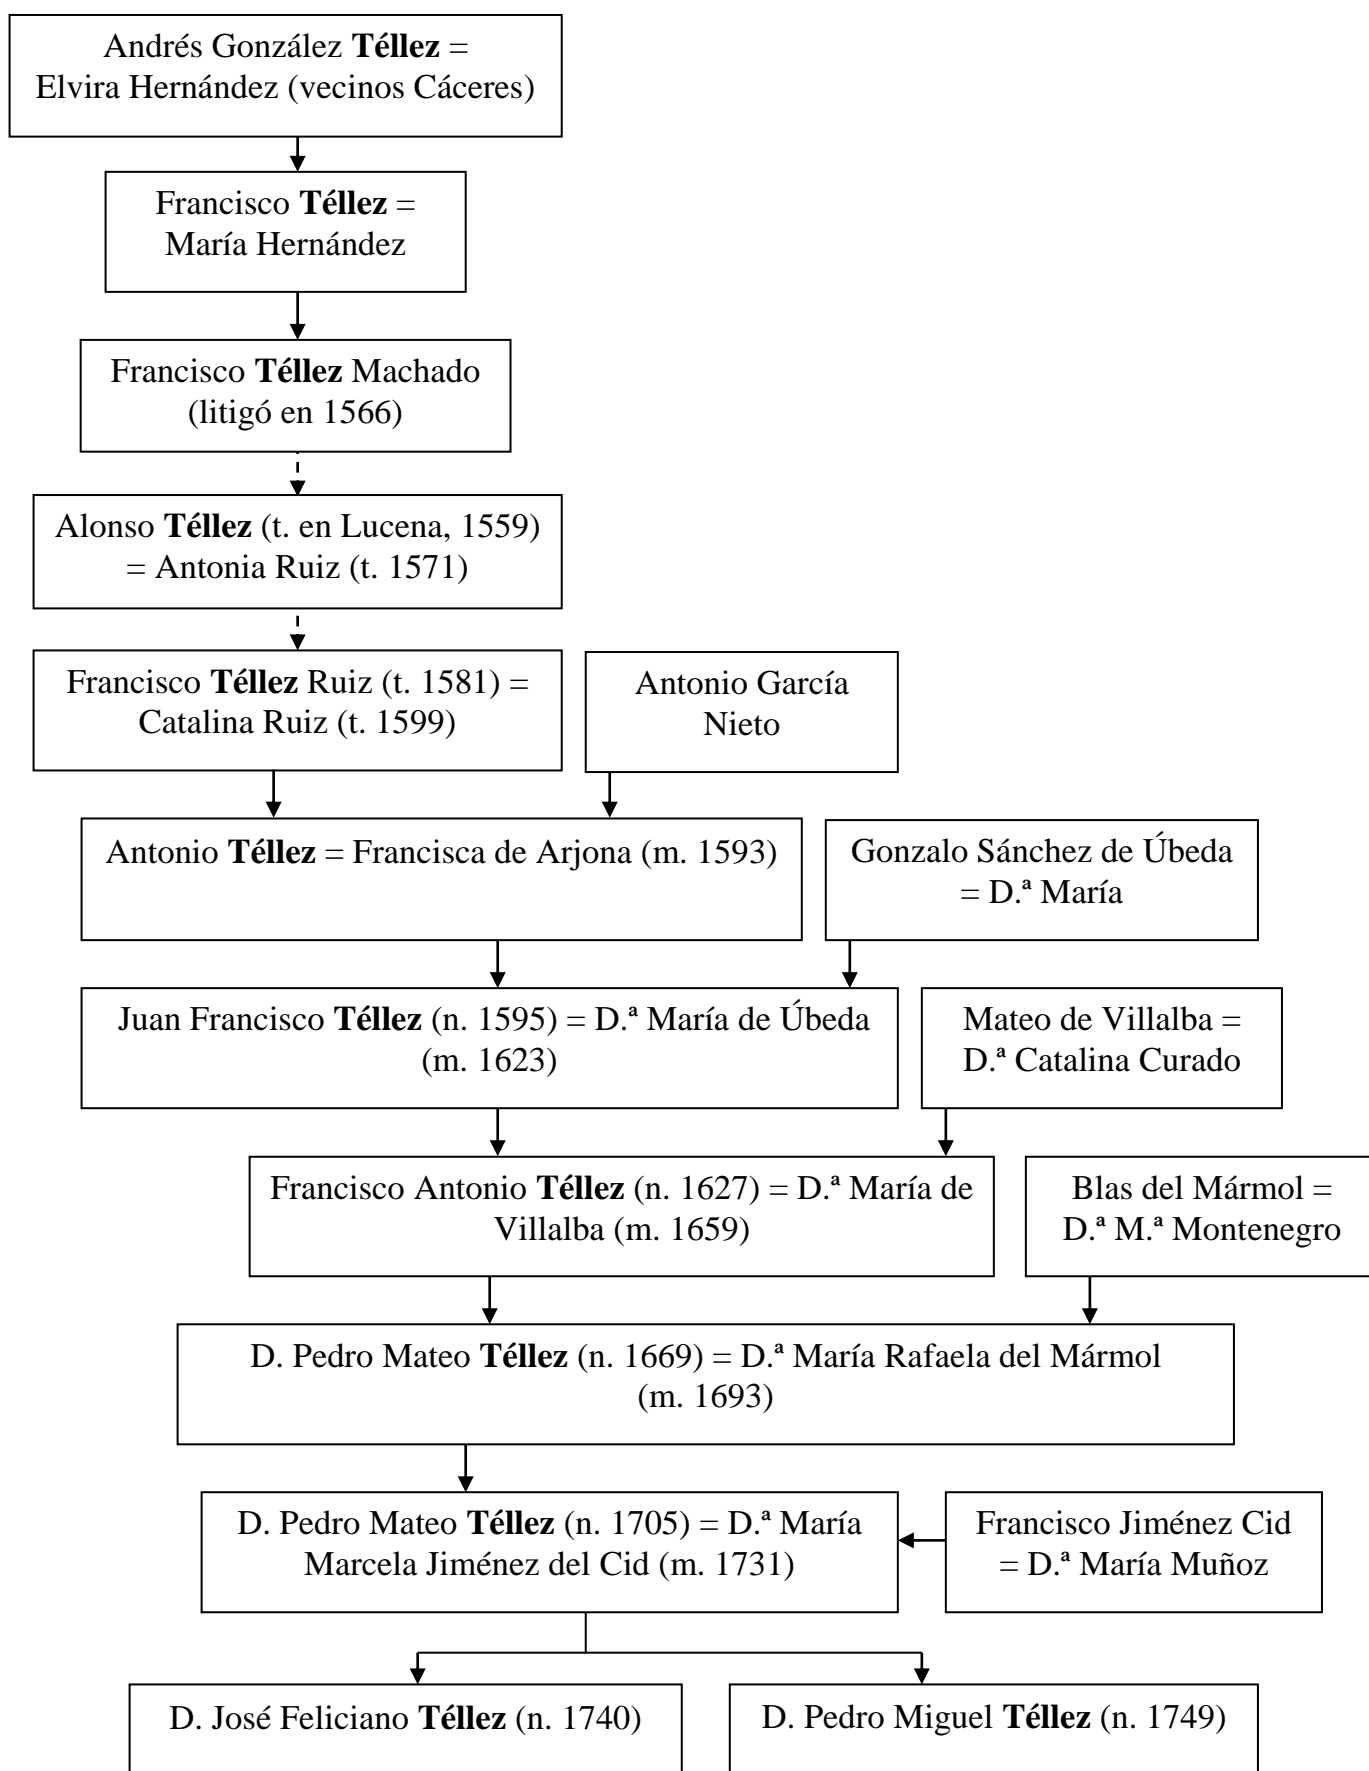 Andrés González Téllez =
Elvira Hernández (vecinos Cáceres)
Francisco Téllez =
María Hernández
Francisco Téllez Machado
(litigó en 1566)
Alonso Téllez (t. en Lucena, 1559)
= Antonia Ruiz (t. 1571)
Francisco Téllez Ruiz (t. 1581) =
Catalina Ruiz (t. 1599)
Antonio García
Nieto
Antonio Téllez = Francisca de Arjona (m. 1593)
Gonzalo Sánchez de Úbeda
= D.ª María
Juan Francisco Téllez (n. 1595) = D.ª María de Úbeda
(m. 1623)
Mateo de Villalba =
D.ª Catalina Curado
Francisco Antonio Téllez (n. 1627) = D.ª María de
Villalba (m. 1659)
Blas del Mármol =
D.ª M.ª Montenegro
D. Pedro Mateo Téllez (n. 1669) = D.ª María Rafaela del Mármol
(m. 1693)
D. Pedro Mateo Téllez (n. 1705) = D.ª María
Marcela Jiménez del Cid (m. 1731)
Francisco Jiménez Cid
= D.ª María Muñoz
D. José Feliciano Téllez (n. 1740)
D. Pedro Miguel Téllez (n. 1749)